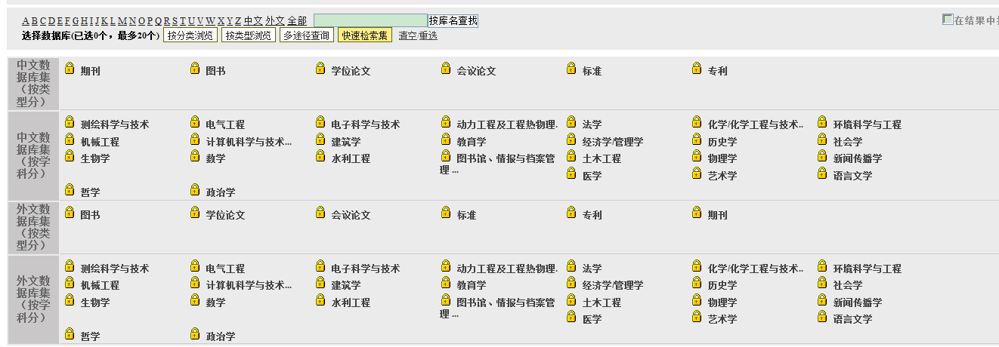 A B C D E F G H I J K L M N O P Q R S T U V W X Y Z 中文 外文 全部 按库名查找 在结果中
选择数据库(已选0个，最多20个) 按分类浏览 按类型浏览 多途径查询 快速检索集 清空/重选
中文数据库集（按类型分） 期刊 图书 学位论文 会议论文 标准 专利
中文数据库集（按学科分）
测绘科学与技术 电气工程 电子科学与技术 动力工程及工程热物理. 法学 化学/化学工程与技术.. 环境科学与工程
机械工程 计算机科学与技术... 建筑学 教育学 经济学/管理学 历史学 社会学
生物学 数学 水利工程 图书馆、情报与档案管理 ... 土木工程 物理学 新闻传播学
医学 艺术学 语言文学
哲学 政治学
外文数据库集（按类型分） 图书 学位论文 会议论文 标准 专利 期刊
外文数据库集（按学科分）
测绘科学与技术 电气工程 电子科学与技术 动力工程及工程热物理. 法学 化学/化学工程与技术.. 环境科学与工程
机械工程 计算机科学与技术... 建筑学 教育学 经济学/管理学 历史学 社会学
生物学 数学 水利工程 图书馆、情报与档案管理 ... 土木工程 物理学 新闻传播学
医学 艺术学 语言文学
哲学 政治学